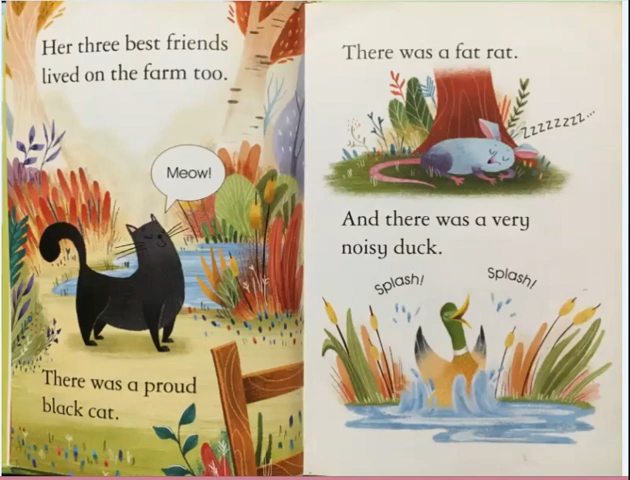 Her three best friends
lived on the farm too.
Meow!
There was a proud
black cat.
There was a fat rat.
Zzzzzzzz...
And there was a very
noisy duck.
Splash!
Splash!